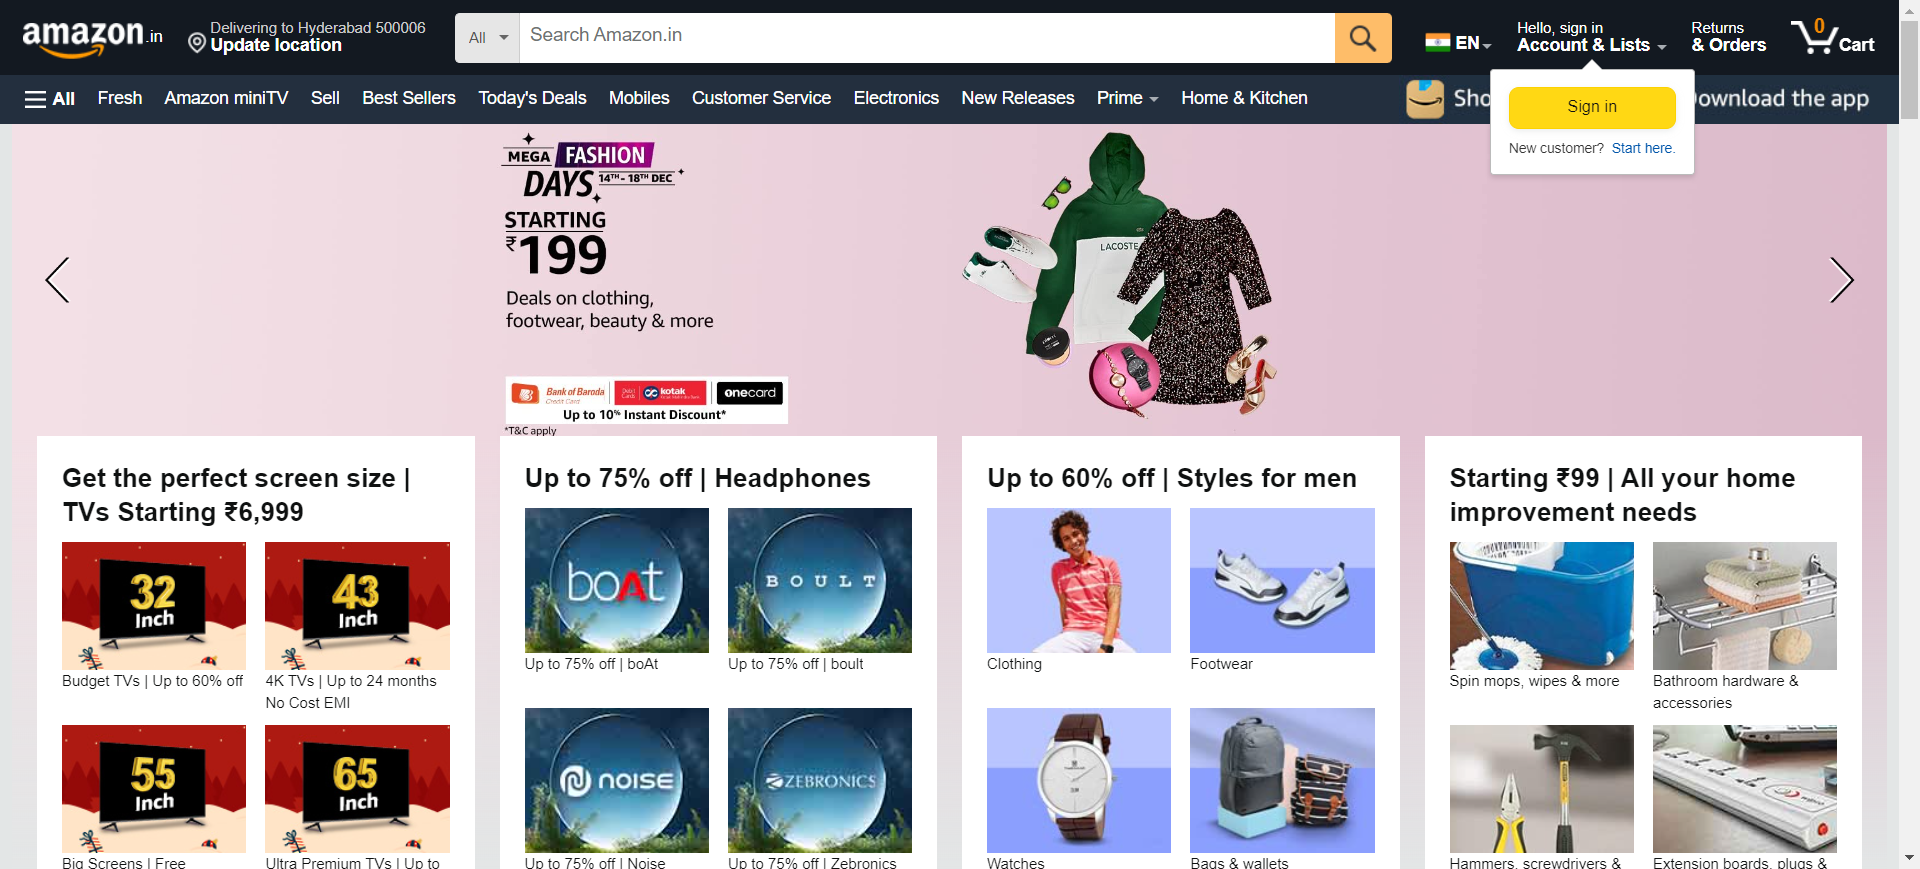 amazon.in
Delivering to Hyderabad 500006
Update location
All
Search Amazon.in
EN
Hello, sign in
Account & Lists
Returns
& Orders
0
Cart
All
Fresh
Amazon miniTV
Sell
Best Sellers
Today's Deals
Mobiles
Customer Service
Electronics
New Releases
Prime
Home & Kitchen
Sho
ownload the app
Sign in
New customer? Start here.
MEGA FASHION
DAYS 14TH - 18TH DEC
STARTING
₹199
Deals on clothing,
footwear, beauty & more
LACOSTE
Bank of Baroda
Credit Card
kotak
onecard
Up to 10% Instant Discount*
*T&C apply
Get the perfect screen size |
TVs Starting ₹6,999
32
Inch
43
Inch
Budget TVs | Up to 60% off
4K TVs | Up to 24 months
No Cost EMI
55
Inch
65
Inch
Big Screens | Free
Ultra Premium TVs | Up to
Up to 75% off | Headphones
boAt
BOULT
Up to 75% off | boAt
Up to 75% off | boult
NOISE
ZEBRONICS
Up to 75% off | Noise
Up to 75% off | Zebronics
Up to 60% off | Styles for men
Clothing
Footwear
Watches
Bags & wallets
Starting ₹99 | All your home
improvement needs
Spin mops, wipes & more
Bathroom hardware &
accessories
Hammers, screwdrivers &
Extension boards, plugs &